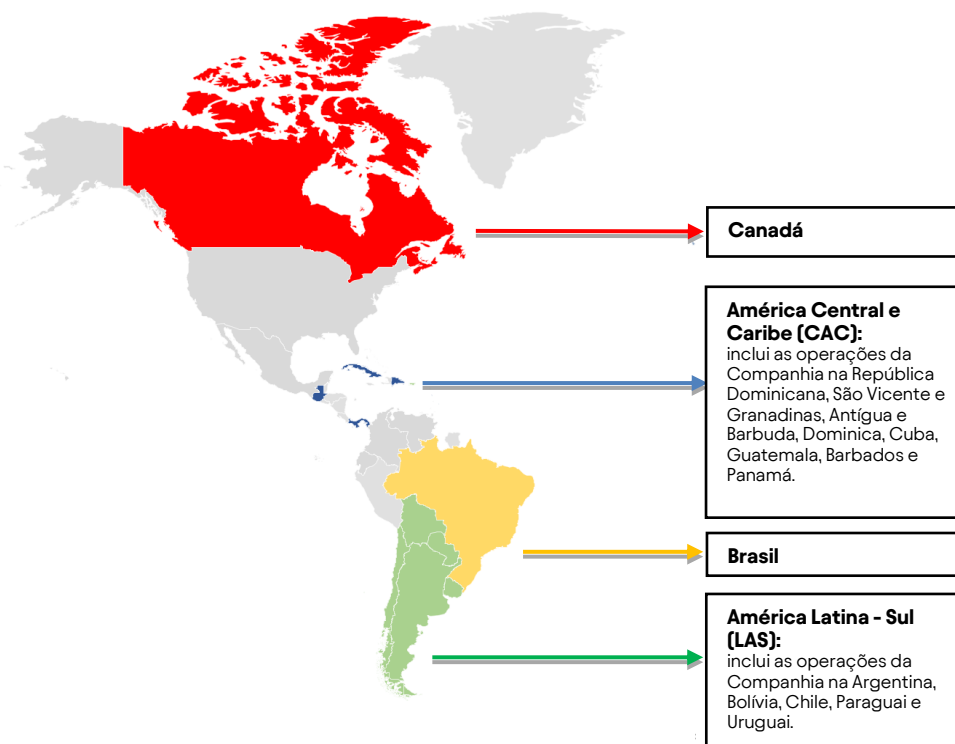 Canadá
América Central e
Caribe (CAC):
inclui as operações da
Companhia na República
Dominicana, São Vicente e
Granadinas, Antígua e
Barbuda, Dominica, Cuba,
Guatemala, Barbados e
Panamá.
Brasil
América Latina - Sul
(LAS):
inclui as operações da
Companhia na Argentina,
Bolívia, Chile, Paraguai e
Uruguai.